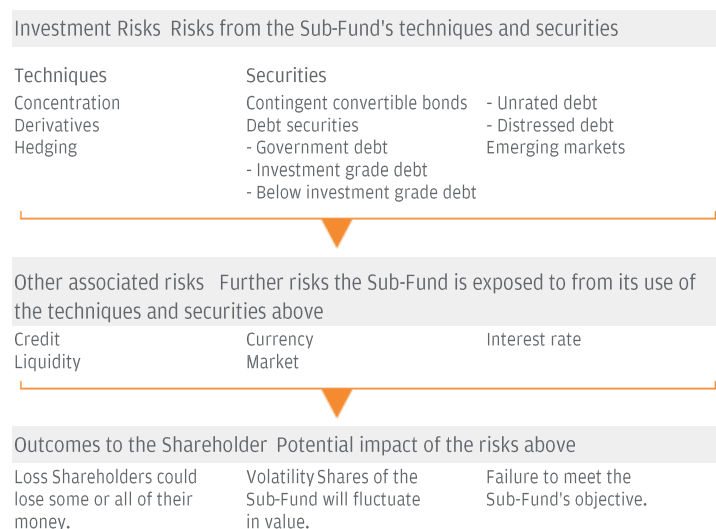 Investment Risks Risks from the Sub-Fund's techniques and securities
Techniques
Concentration
Derivatives
Hedging
Securities
Contingent convertible bonds
Debt securities
- Government debt
- Investment grade debt
- Below investment grade debt
- Unrated debt
- Distressed debt
Emerging markets
Other associated risks Further risks the Sub-Fund is exposed to from its use of
the techniques and securities above
Credit
Liquidity
Currency
Market
Interest rate
Outcomes to the Shareholder Potential impact of the risks above
Loss Shareholders could
lose some or all of their
money.
Volatility Shares of the
Sub-Fund will fluctuate
in value.
Failure to meet the
Sub-Fund's objective.